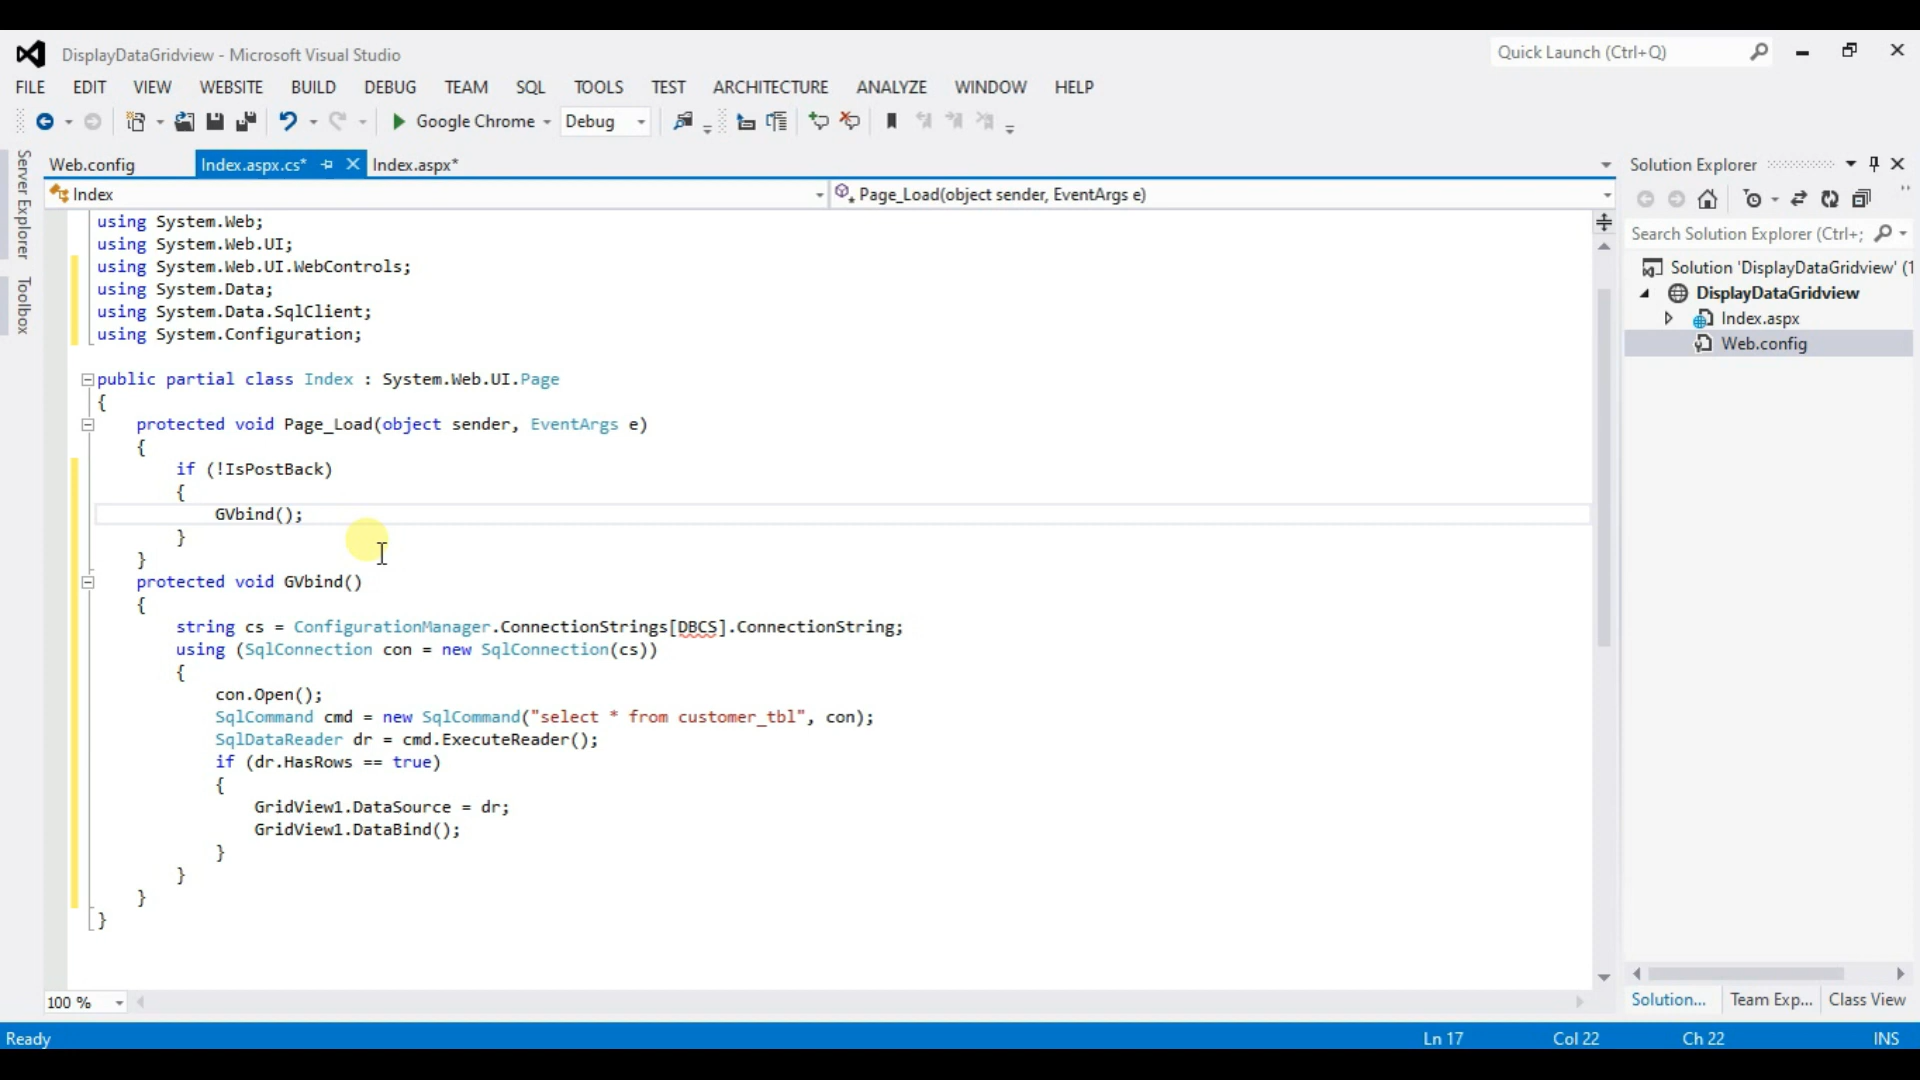 DisplayDataGridview - Microsoft Visual Studio
Quick Launch (Ctrl+Q)
FILE EDIT VIEW WEBSITE BUILD DEBUG TEAM SQL TOOLS TEST ARCHITECTURE ANALYZE WINDOW HELP
Google Chrome Debug
Server Explorer
Toolbox
Web.config Index.aspx.cs* Index.aspx*
Index Page_Load(object sender, EventArgs e)
using System.Web;
using System.Web.UI;
using System.Web.UI.WebControls;
using System.Data;
using System.Data.SqlClient;
using System.Configuration;
public partial class Index : System.Web.UI.Page
{
protected void Page_Load(object sender, EventArgs e)
{
if (!IsPostBack)
{
GVbind();
}
}
protected void GVbind()
{
string cs = ConfigurationManager.ConnectionStrings[DBCS].ConnectionString;
using (SqlConnection con = new SqlConnection(cs))
{
con.Open();
SqlCommand cmd = new SqlCommand("select * from customer_tbl", con);
SqlDataReader dr = cmd.ExecuteReader();
if (dr.HasRows == true)
{
GridView1.DataSource = dr;
GridView1.DataBind();
}
}
}
}
100 %
Solution Explorer
Search Solution Explorer (Ctrl+;
Solution 'DisplayDataGridview' (1
DisplayDataGridview
Index.aspx
Web.config
Solution... Team Exp... Class View
Ready Ln 17 Col 22 Ch 22 INS